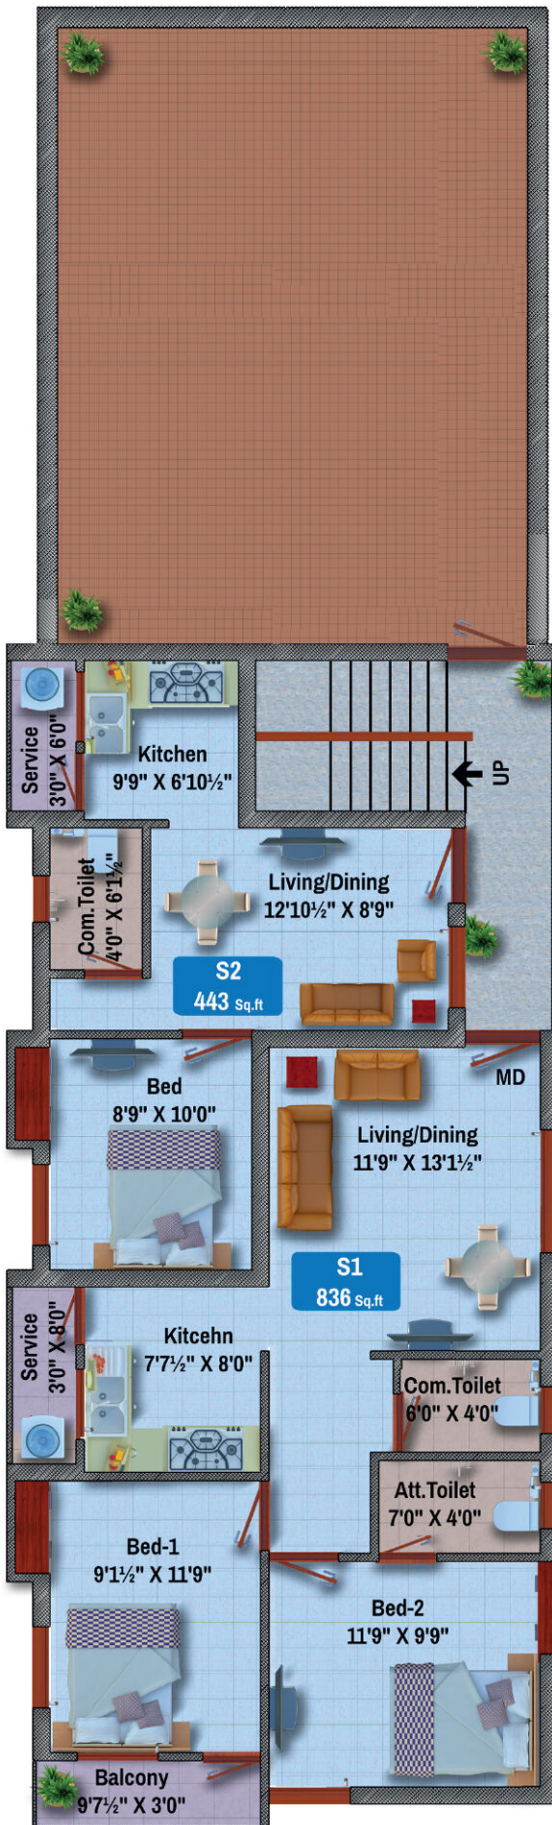 Service
3'0" X 6'0"
Kitchen
9'9" X 6'10½"
UP
Com.Toilet
4'0" X 6'1½"
Living/Dining
12'10½" X 8'9"
S2
443 Sq.ft
Bed
8'9" X 10'0"
MD
Living/Dining
11'9" X 13'1½"
S1
836 Sq.ft
Service
3'0" X 8'0"
Kitcehn
7'7½" X 8'0"
Com.Toilet
6'0" X 4'0"
Att.Toilet
7'0" X 4'0"
Bed-1
9'1½" X 11'9"
Bed-2
11'9" X 9'9"
Balcony
9'7½" X 3'0"